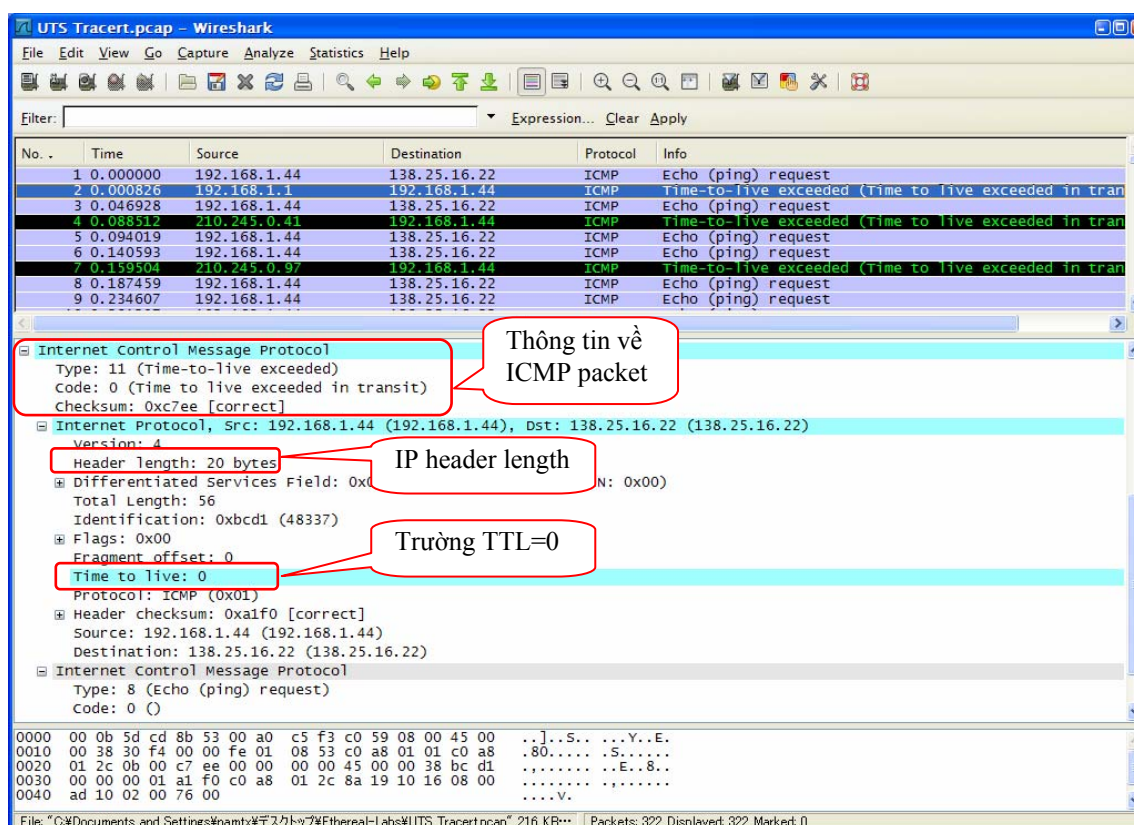 UTS Tracert.pcap - Wireshark
File Edit View Go Capture Analyze Statistics Help
Filter: Expression... Clear Apply
No. . Time Source Destination Protocol Info
1 0.000000 192.168.1.44 138.25.16.22 ICMP Echo (ping) request
2 0.000826 192.168.1.1 192.168.1.44 ICMP Time-to-live exceeded (Time to live exceeded in tran
3 0.046928 192.168.1.44 138.25.16.22 ICMP Echo (ping) request
4 0.088512 210.245.0.41 192.168.1.44 ICMP Time-to-live exceeded (Time to live exceeded in tran
5 0.094019 192.168.1.44 138.25.16.22 ICMP Echo (ping) request
6 0.140593 192.168.1.44 138.25.16.22 ICMP Echo (ping) request
7 0.159504 210.245.0.97 192.168.1.44 ICMP Time-to-live exceeded (Time to live exceeded in tran
8 0.187459 192.168.1.44 138.25.16.22 ICMP Echo (ping) request
9 0.234607 192.168.1.44 138.25.16.22 ICMP Echo (ping) request
Thông tin về
ICMP packet
Internet Control Message Protocol
Type: 11 (Time-to-live exceeded)
Code: 0 (Time to live exceeded in transit)
Checksum: 0xc7ee [correct]
Internet Protocol, Src: 192.168.1.44 (192.168.1.44), Dst: 138.25.16.22 (138.25.16.22)
Version: 4
Header length: 20 bytes
IP header length
Differentiated Services Field: 0x0 N: 0x00)
Total Length: 56
Identification: 0xbcd1 (48337)
Flags: 0x00
Trường TTL=0
Fragment offset: 0
Time to live: 0
Protocol: ICMP (0x01)
Header checksum: 0xa1f0 [correct]
Source: 192.168.1.44 (192.168.1.44)
Destination: 138.25.16.22 (138.25.16.22)
Internet Control Message Protocol
Type: 8 (Echo (ping) request)
Code: 0 ()
0000 00 0b 5d cd 8b 53 00 a0 c5 f3 c0 59 08 00 45 00 ..]..S.. ...Y..E.
0010 00 38 30 f4 00 00 fe 01 08 53 c0 a8 01 01 c0 a8 .80..... .S......
0020 01 2c 0b 00 c7 ee 00 00 00 00 45 00 00 38 bc d1 .,...... ..E..8..
0030 00 00 00 01 a1 f0 c0 a8 01 2c 8a 19 10 16 08 00 ........ .,......
0040 ad 10 02 00 76 00 ....v.
File: "C:¥Documents and Settings¥namtx¥デスクトップ¥Ethereal-Labs¥UTS Tracert.pcap" 216 KB... Packets: 322 Displayed: 322 Marked: 0